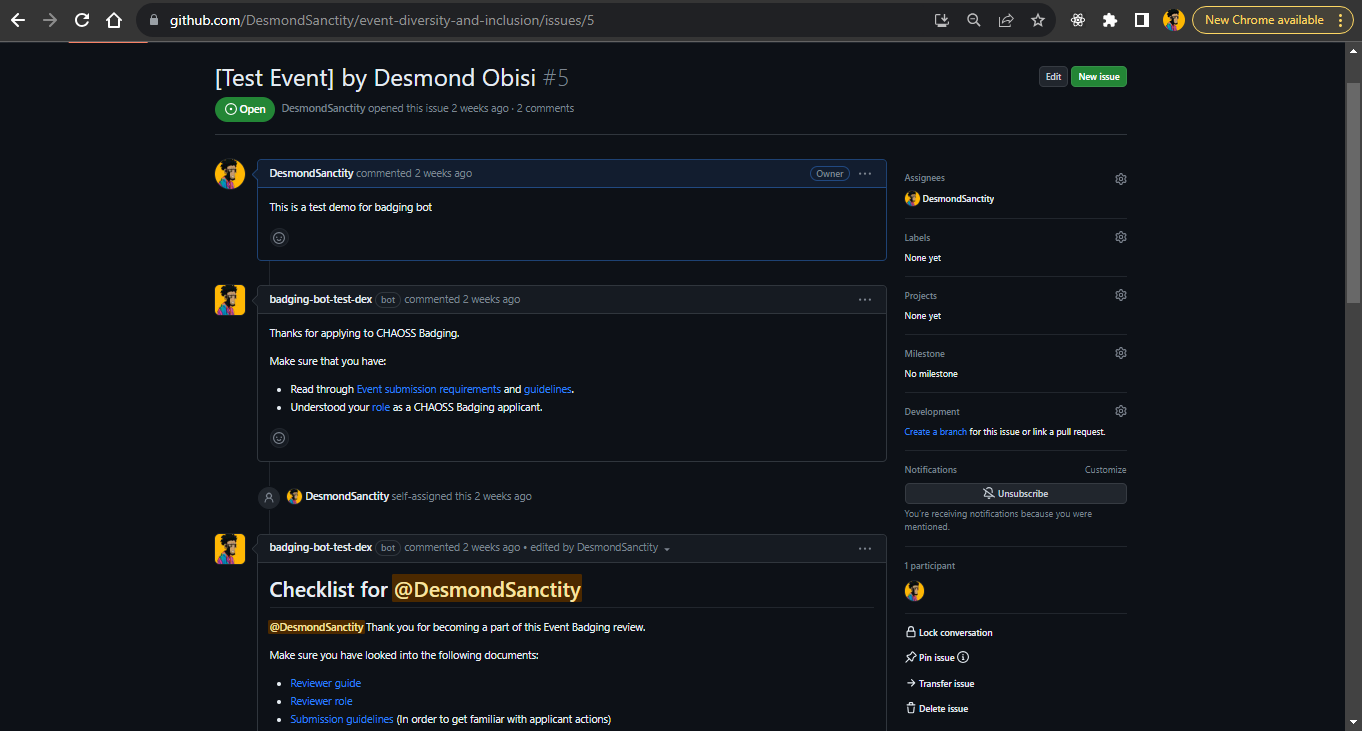 github.com/DesmondSanctity/event-diversity-and-inclusion/issues/5
New Chrome available
[Test Event] by Desmond Obisi #5
Edit
New issue
Open
DesmondSanctity opened this issue 2 weeks ago · 2 comments
DesmondSanctity commented 2 weeks ago
Owner
This is a test demo for badging bot
badging-bot-test-dex bot commented 2 weeks ago
Thanks for applying to CHAOSS Badging.
Make sure that you have:
• Read through Event submission requirements and guidelines.
• Understood your role as a CHAOSS Badging applicant.
DesmondSanctity self-assigned this 2 weeks ago
badging-bot-test-dex bot commented 2 weeks ago • edited by DesmondSanctity
Checklist for @DesmondSanctity
@DesmondSanctity Thank you for becoming a part of this Event Badging review.
Make sure you have looked into the following documents:
• Reviewer guide
• Reviewer role
• Submission guidelines (In order to get familiar with applicant actions)
Assignees
DesmondSanctity
Labels
None yet
Projects
None yet
Milestone
No milestone
Development
Create a branch for this issue or link a pull request.
Notifications
Customize
Unsubscribe
You're receiving notifications because you were
mentioned.
1 participant
Lock conversation
Pin issue
Transfer issue
Delete issue